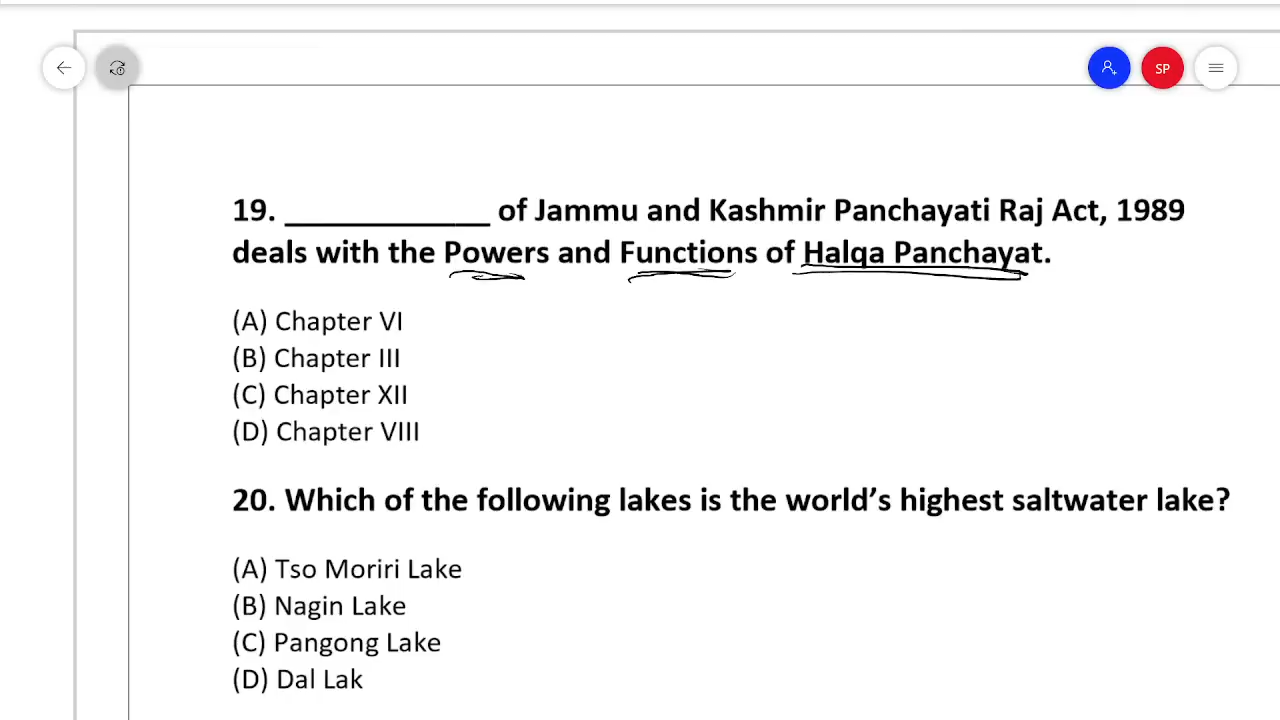 SP
19. ____________ of Jammu and Kashmir Panchayati Raj Act, 1989
deals with the Powers and Functions of Halqa Panchayat.
(A) Chapter VI
(B) Chapter III
(C) Chapter XII
(D) Chapter VIII
20. Which of the following lakes is the world’s highest saltwater lake?
(A) Tso Moriri Lake
(B) Nagin Lake
(C) Pangong Lake
(D) Dal Lak